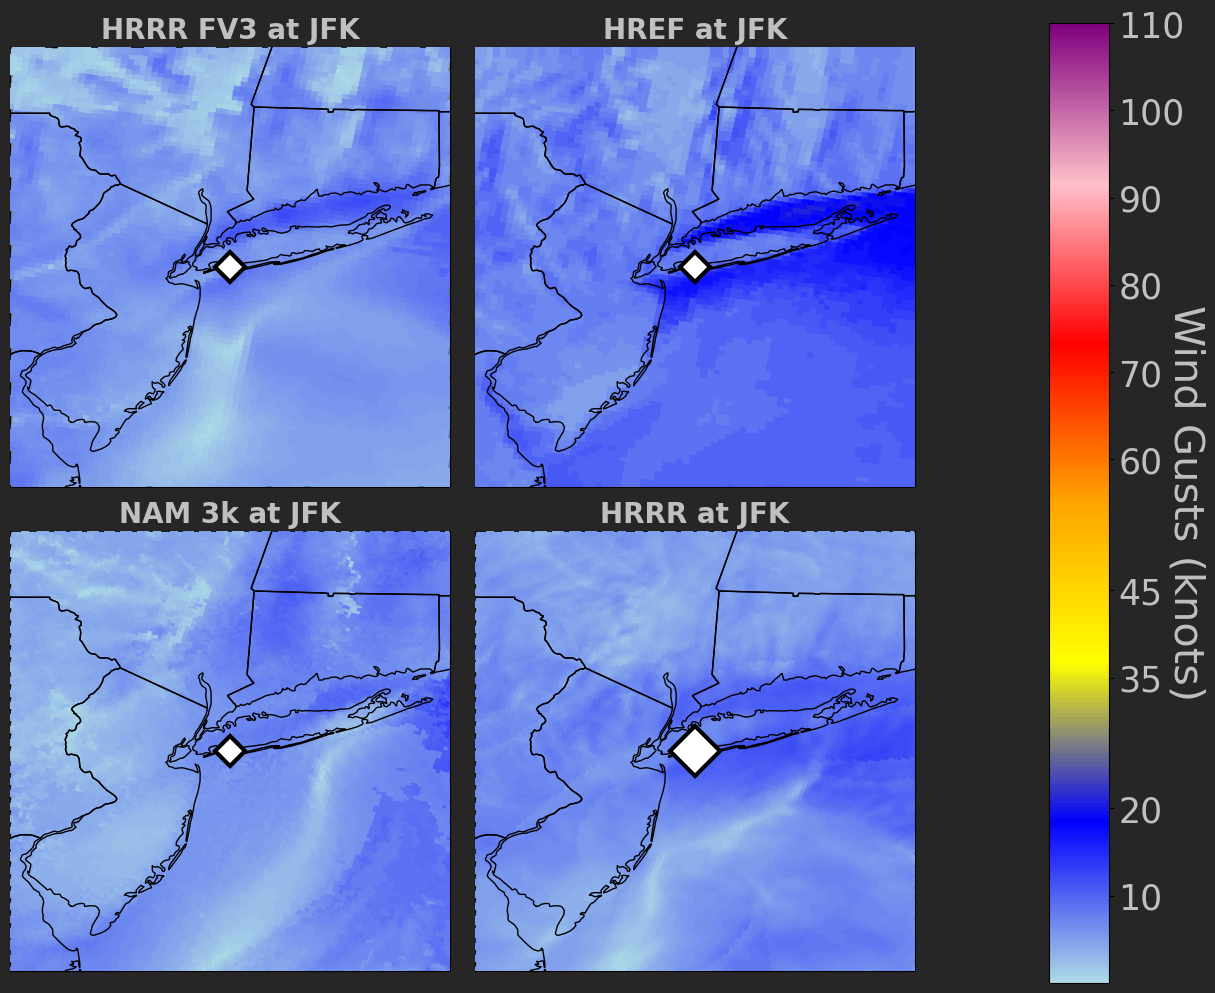 HRRR FV3 at JFK
HREF at JFK
NAM 3k at JFK
HRRR at JFK
110
100
90
80
70
60
45
35
20
10
Wind Gusts (knots)